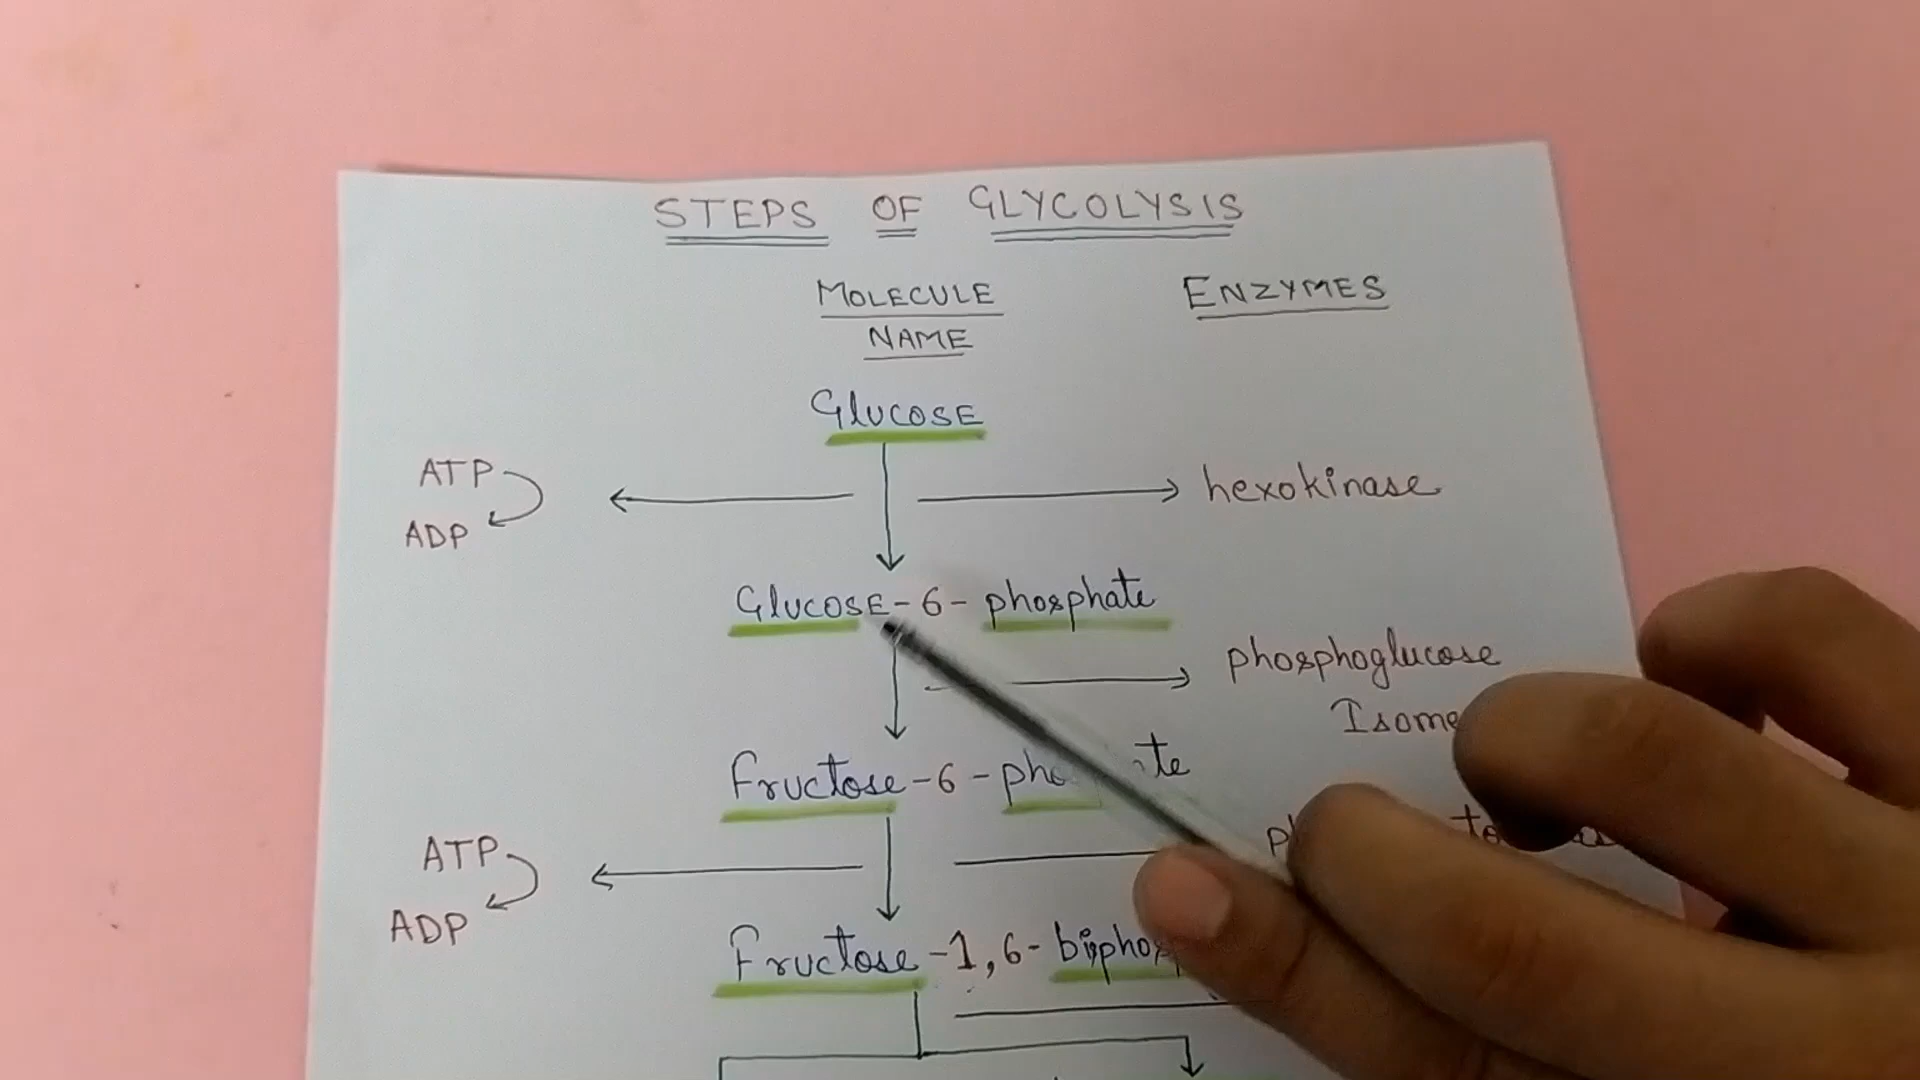 STEPS OF GLYCOLYSIS
MOLECULE ENZYMES
NAME
GlucosE
ATP
hexokinase
ADP
GlucosE-6-phosphate
phosphoglucose
Fructose-6-
ATP
ADP
Fructose-1,6-